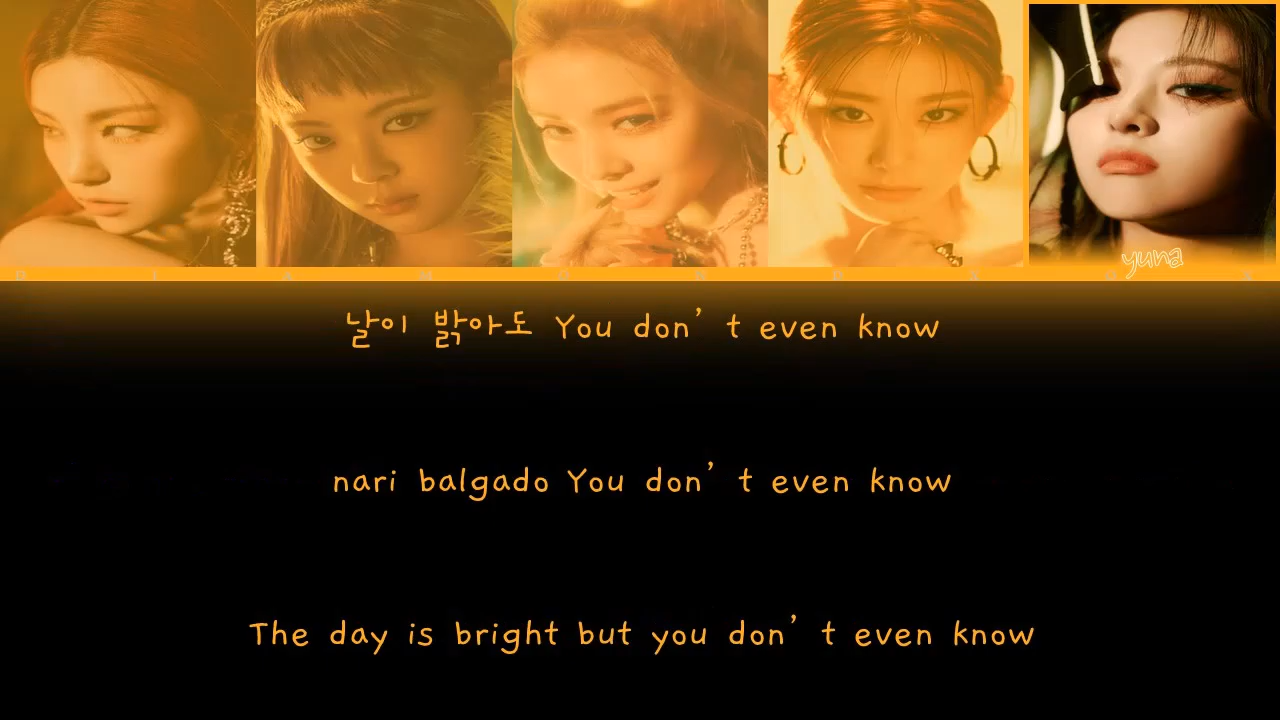 yuna
날이 밝아도 You don't even know
nari balgado You don't even know
The day is bright but you don't even know